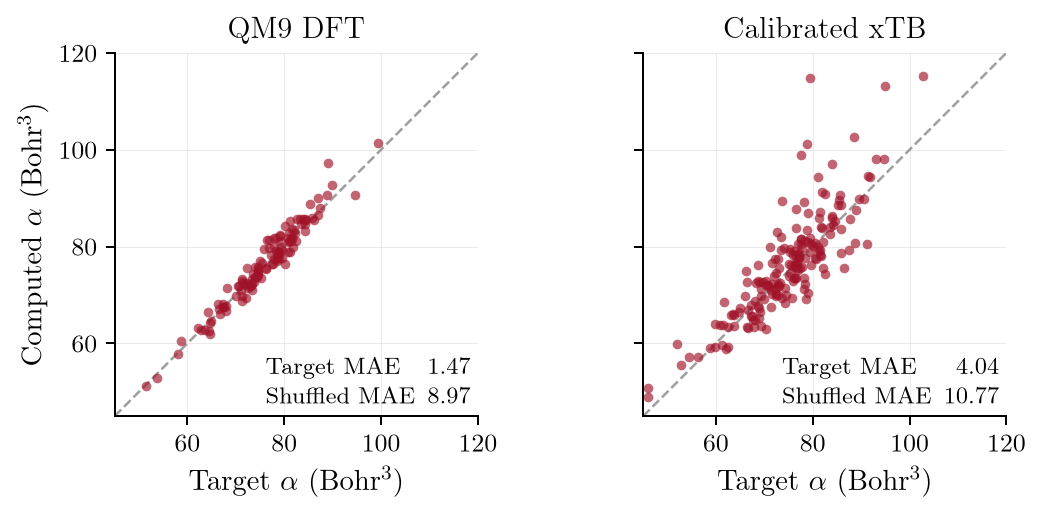 QM9 DFT
Calibrated xTB
Computed α (Bohr³)
120
100
80
60
Target MAE 1.47
Shuffled MAE 8.97
Target MAE 4.04
Shuffled MAE 10.77
60 80 100 120
60 80 100 120
Target α (Bohr³)
Target α (Bohr³)